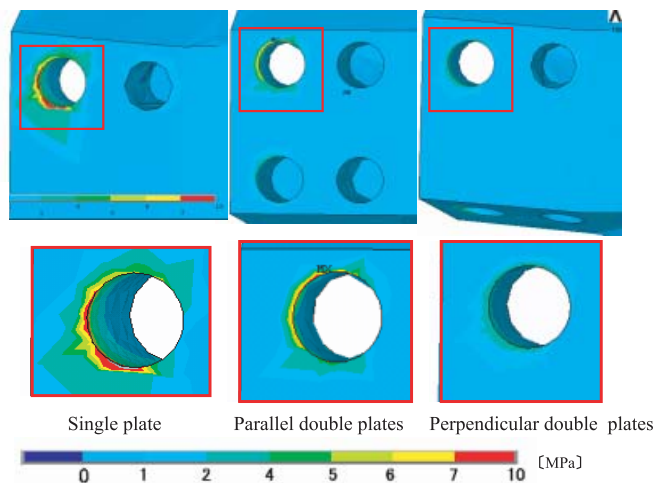 Single plate
Parallel double plates
Perpendicular double plates
0 1 2 4 5 6 7 10 [MPa]